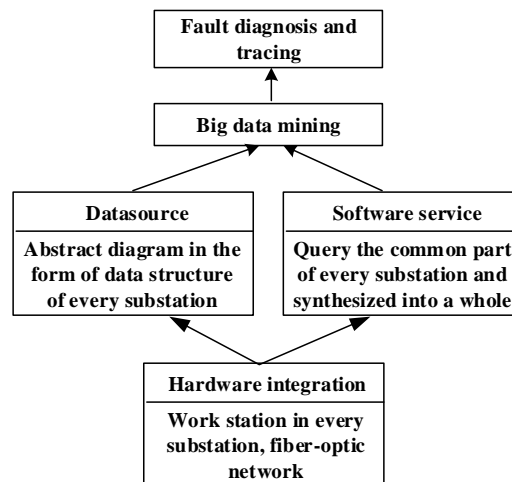 Fault diagnosis and
tracing
Big data mining
Datasource
Abstract diagram in the
form of data structure
of every substation
Software service
Query the common part
of every substation and
synthesized into a whole
Hardware integration
Work station in every
substation, fiber-optic
network